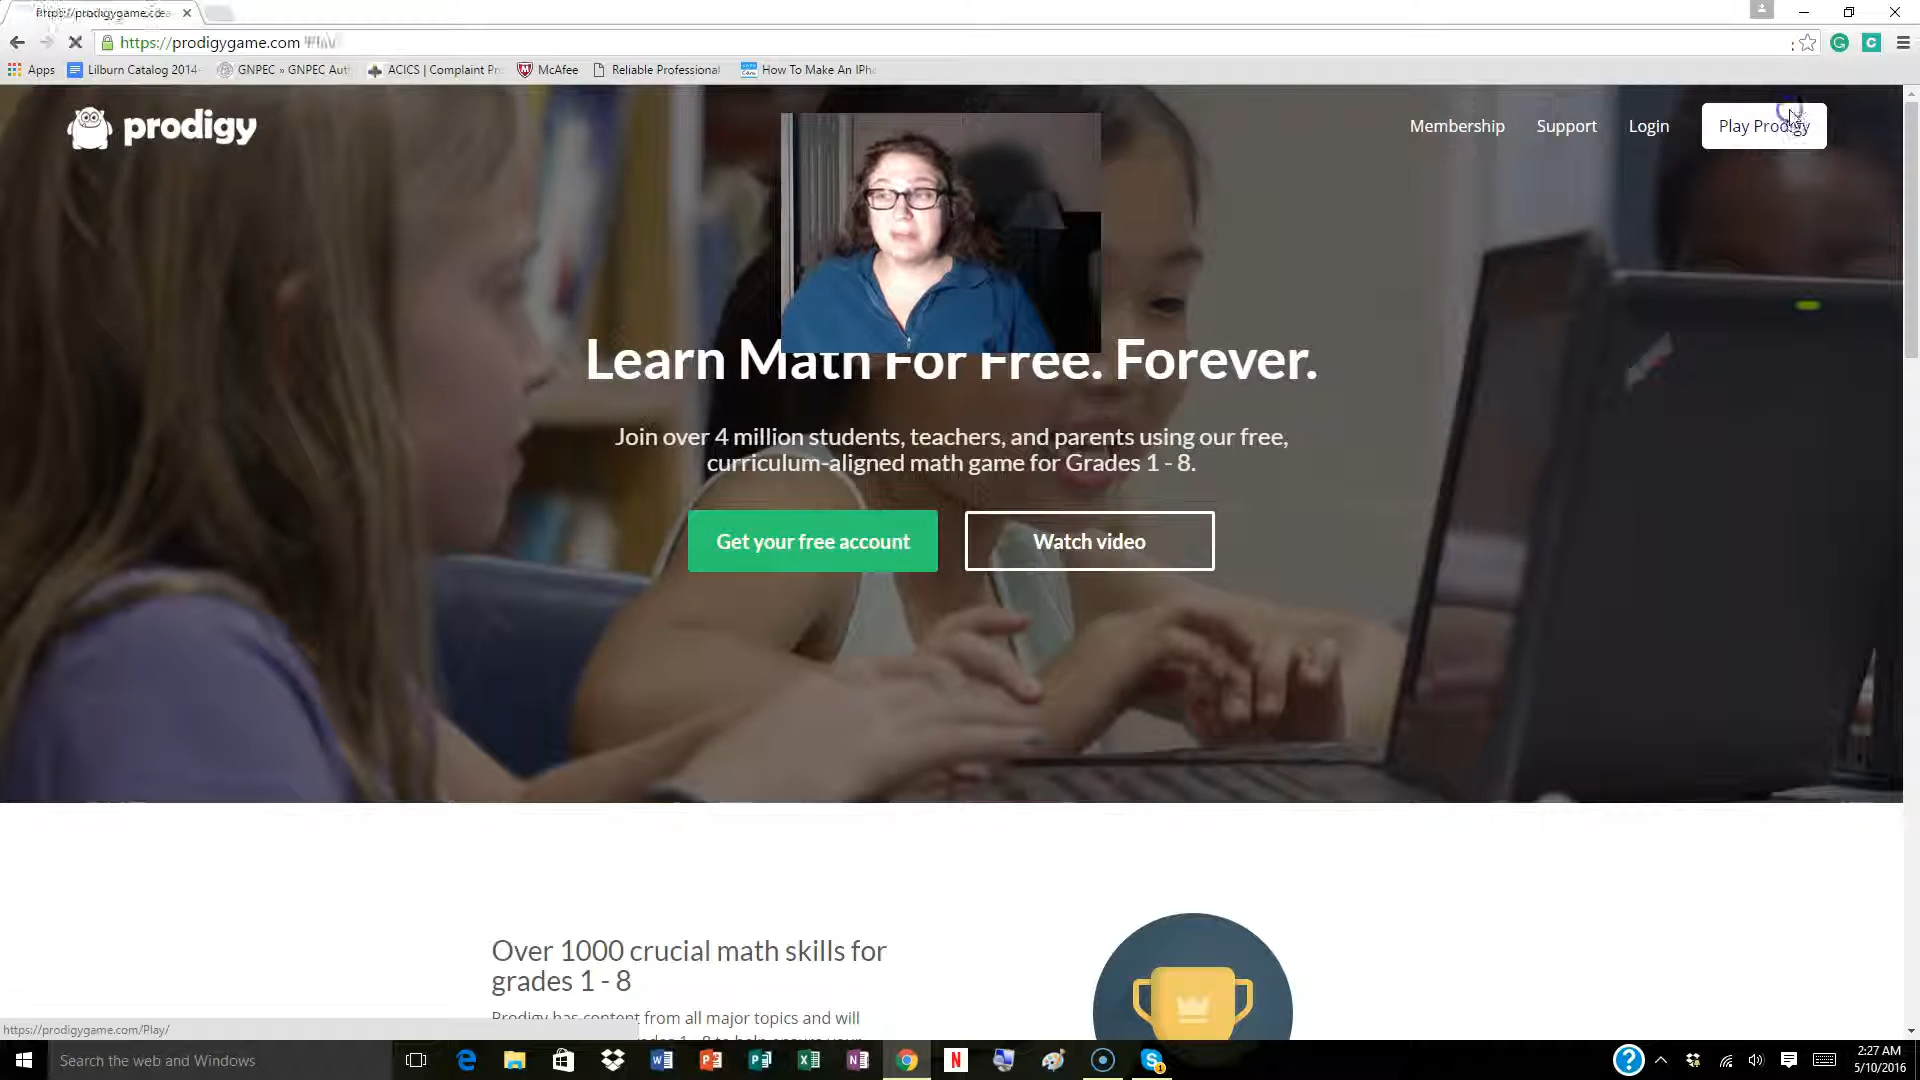 https://prodigygame.com
Apps
Lilburn Catalog 2014-
GNPEC » GNPEC Aut
ACICS | Complaint Pr
McAfee
Reliable Professional
How To Make An IPh
prodigy
Membership
Support
Login
Play Prodigy
Learn Math For Free. Forever.
Join over 4 million students, teachers, and parents using our free,
curriculum-aligned math game for Grades 1 - 8.
Get your free account
Watch video
Over 1000 crucial math skills for
grades 1 - 8
Prodigy has content from all major topics and will
https://prodigygame.com/Play/
Search the web and Windows
2:27 AM
5/10/2016